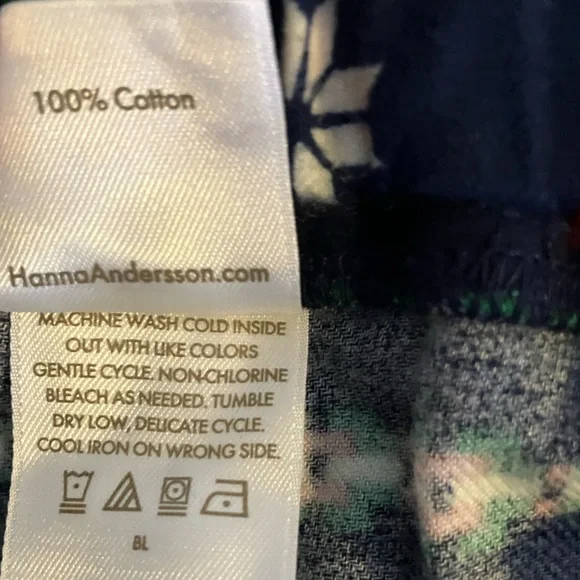 100% Cotton
HannaAndersson.com
MACHINE WASH COLD INSIDE
OUT WITH LIKE COLORS
GENTLE CYCLE. NON-CHLORINE
BLEACH AS NEEDED. TUMBLE
DRY LOW, DELICATE CYCLE.
COOL IRON ON WRONG SIDE.
BL